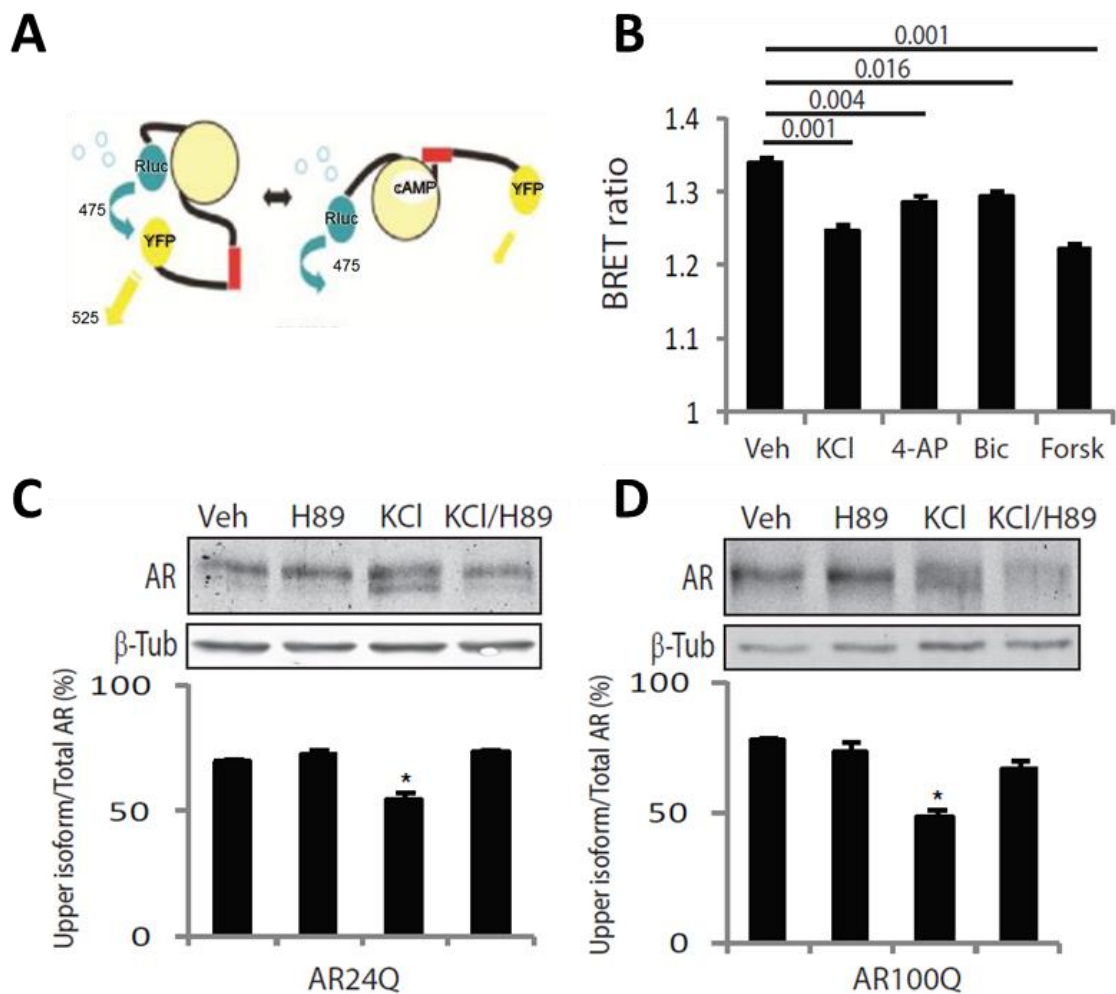 A
Rluc
475
YFP
525
cAMP
Rluc
475
YFP
B
0.001
0.016
0.004
0.001
BRET ratio
1.4
1.3
1.2
1.1
1
Veh KCl 4-AP Bic Forsk
C
Veh H89 KCl KCl/H89
AR
β-Tub
Upper isoform/Total AR (%)
100
50
0
*
AR24Q
D
Veh H89 KCl KCl/H89
AR
β-Tub
Upper isoform/Total AR (%)
100
50
0
*
AR100Q